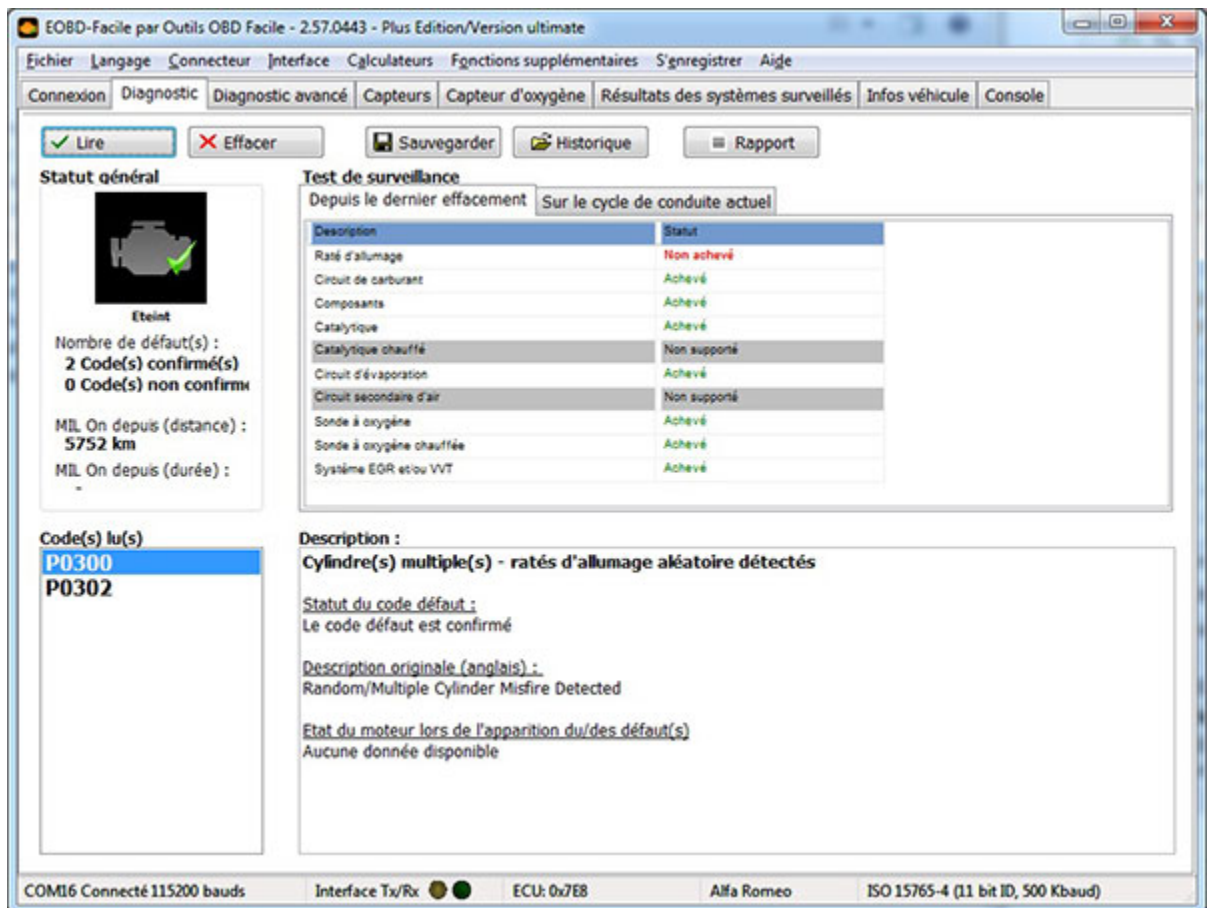 EOBD-Facile par Outils OBD Facile - 2.57.0443 - Plus Edition/Version ultimate
Fichier Langage Connecteur Interface Calculateurs Fonctions supplémentaires S'enregistrer Aide
Connexion Diagnostic Diagnostic avancé Capteurs Capteur d'oxygène Résultats des systèmes surveillés Infos véhicule Console
Lire Effacer Sauvegarder Historique Rapport
Statut général
Eteint
Nombre de défaut(s) :
2 Code(s) confirmé(s)
0 Code(s) non confirme
MIL On depuis (distance) :
5752 km
MIL On depuis (durée) :
-
Test de surveillance
Depuis le dernier effacement Sur le cycle de conduite actuel
Description Statut
Raté d'allumage Non achevé
Circuit de carburant Achevé
Composants Achevé
Catalytique Achevé
Catalytique chauffé Non supporté
Circuit d'évaporation Achevé
Circuit secondaire d'air Non supporté
Sonde à oxygène Achevé
Sonde à oxygène chauffée Achevé
Système EGR et/ou VVT Achevé
Code(s) lu(s)
P0300
P0302
Description :
Cylindre(s) multiple(s) - ratés d'allumage aléatoire détectés
Statut du code défaut :
Le code défaut est confirmé
Description originale (anglais) :
Random/Multiple Cylinder Misfire Detected
Etat du moteur lors de l'apparition du/des défaut(s)
Aucune donnée disponible
COM16 Connecté 115200 bauds Interface Tx/Rx ECU: 0x7E8 Alfa Romeo ISO 15765-4 (11 bit ID, 500 Kbaud)